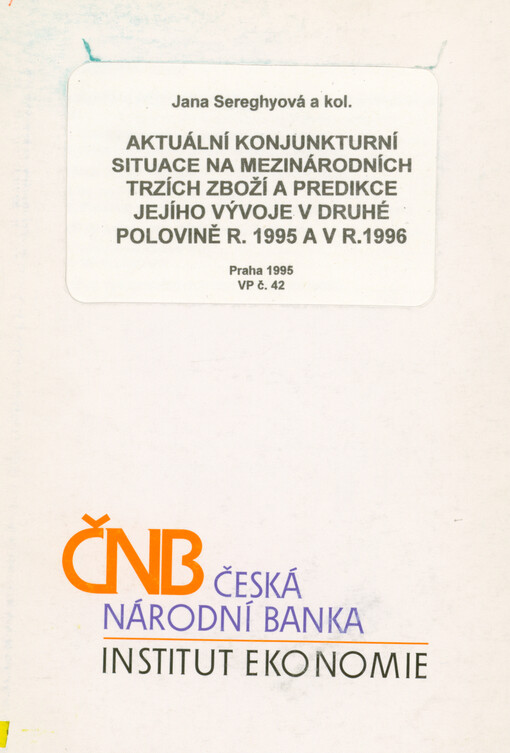 Jana Sereghyová a kol.
AKTUÁLNÍ KONJUNKTURNÍ
SITUACE NA MEZINÁRODNÍCH
TRZÍCH ZBOŽÍ A PREDIKCE
JEJÍHO VÝVOJE V DRUHÉ
POLOVINĚ R. 1995 A V R.1996
Praha 1995
VP č. 42
ČNB ČESKÁ
NÁRODNÍ BANKA
INSTITUT EKONOMIE